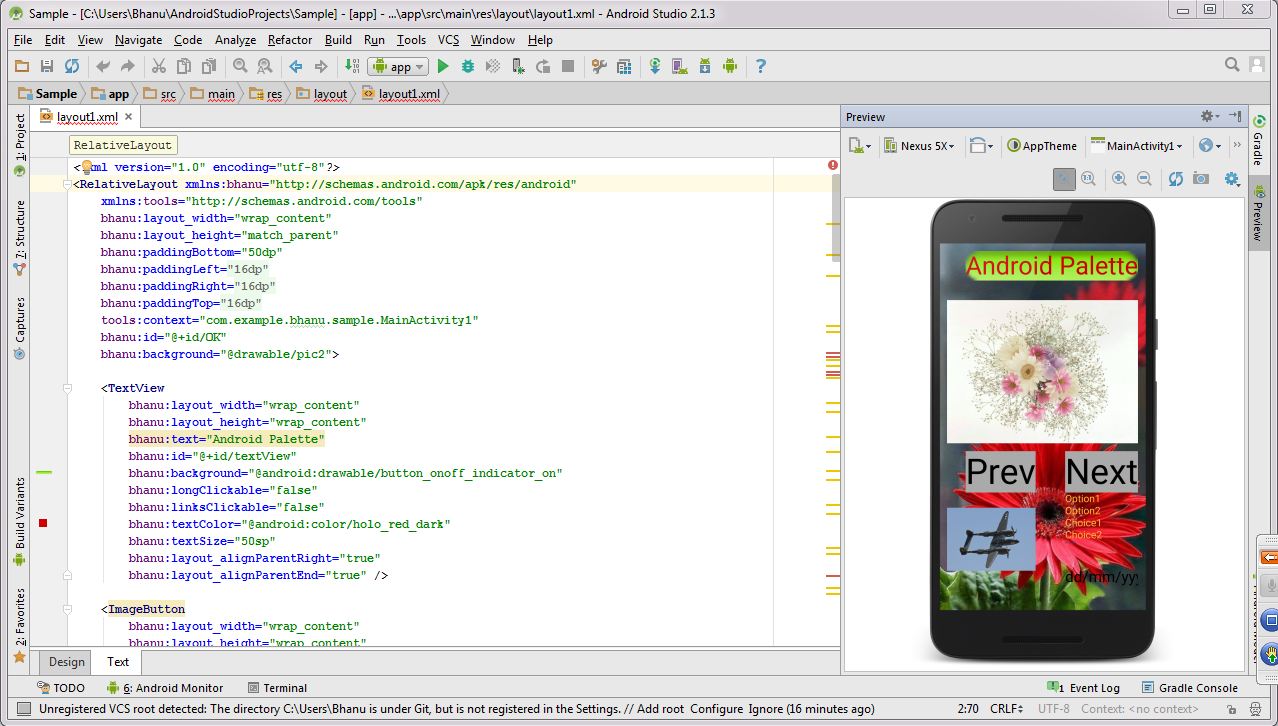 Sample - [C:\Users\Bhanu\AndroidStudioProjects\Sample] - [app] - ...\app\src\main\res\layout\layout1.xml - Android Studio 2.1.3
File Edit View Navigate Code Analyze Refactor Build Run Tools VCS Window Help
app
Sample app src main res layout layout1.xml
layout1.xml
RelativeLayout
<?xml version="1.0" encoding="utf-8"?>
<RelativeLayout xmlns:bhanu="http://schemas.android.com/apk/res/android"
xmlns:tools="http://schemas.android.com/tools"
bhanu:layout_width="wrap_content"
bhanu:layout_height="match_parent"
bhanu:paddingBottom="50dp"
bhanu:paddingLeft="16dp"
bhanu:paddingRight="16dp"
bhanu:paddingTop="16dp"
tools:context="com.example.bhanu.sample.MainActivity1"
bhanu:id="@+id/OK"
bhanu:background="@drawable/pic2">
<TextView
bhanu:layout_width="wrap_content"
bhanu:layout_height="wrap_content"
bhanu:text="Android Palette"
bhanu:id="@+id/textView"
bhanu:background="@android:drawable/button_onoff_indicator_on"
bhanu:longClickable="false"
bhanu:linksClickable="false"
bhanu:textColor="@android:color/holo_red_dark"
bhanu:textSize="50sp"
bhanu:layout_alignParentRight="true"
bhanu:layout_alignParentEnd="true" />
<ImageButton
bhanu:layout_width="wrap_content"
bhanu:layout_height="wrap_content"
Design Text
1: Project
7: Structure
Captures
Build Variants
2: Favorites
Preview
Nexus 5X AppTheme MainActivity1
1:1
Android Palette
Prev Next
Option1
Option2
Choice1
Choice2
dd/mm/yy
Gradle
Preview
TODO 6: Android Monitor Terminal 1 Event Log Gradle Console
Unregistered VCS root detected: The directory C:\Users\Bhanu is under Git, but is not registered in the Settings. // Add root Configure Ignore (16 minutes ago) 2:70 CRLF UTF-8 Context: <no context>